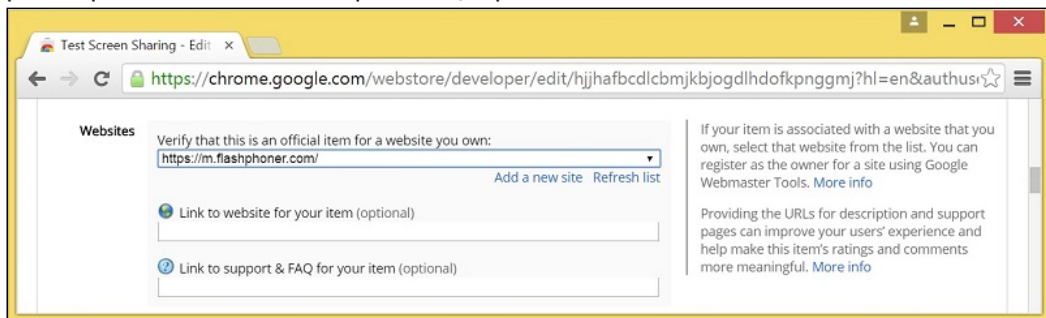 Test Screen Sharing - Edit
https://chrome.google.com/webstore/developer/edit/hjjhafbcdlcbmjkbjogdlhdofkpnggmj?hl=en&authus
Websites
Verify that this is an official item for a website you own:
https://m.flashphoner.com/
Add a new site Refresh list
Link to website for your item (optional)
Link to support & FAQ for your item (optional)
If your item is associated with a website that you
own, select that website from the list. You can
register as the owner for a site using Google
Webmaster Tools. More info
Providing the URLs for description and support
pages can improve your users' experience and
help make this item's ratings and comments
more meaningful. More info